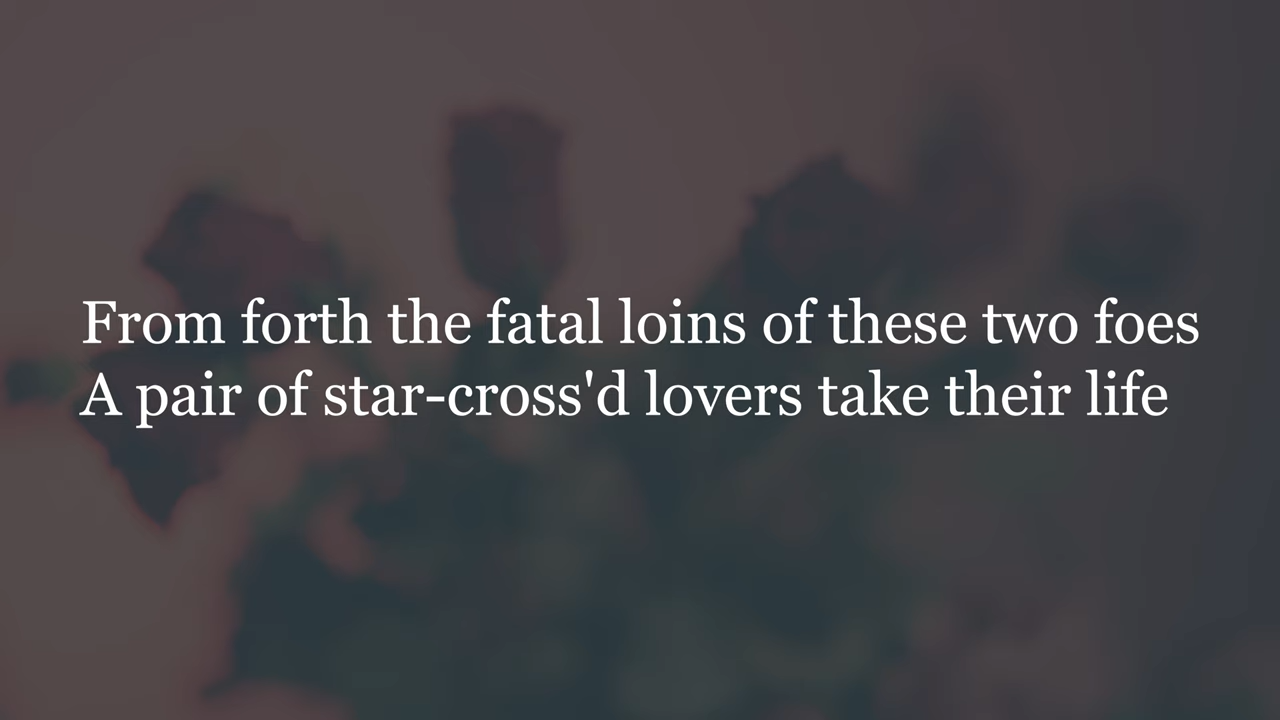 From forth the fatal loins of these two foes
A pair of star-cross'd lovers take their life